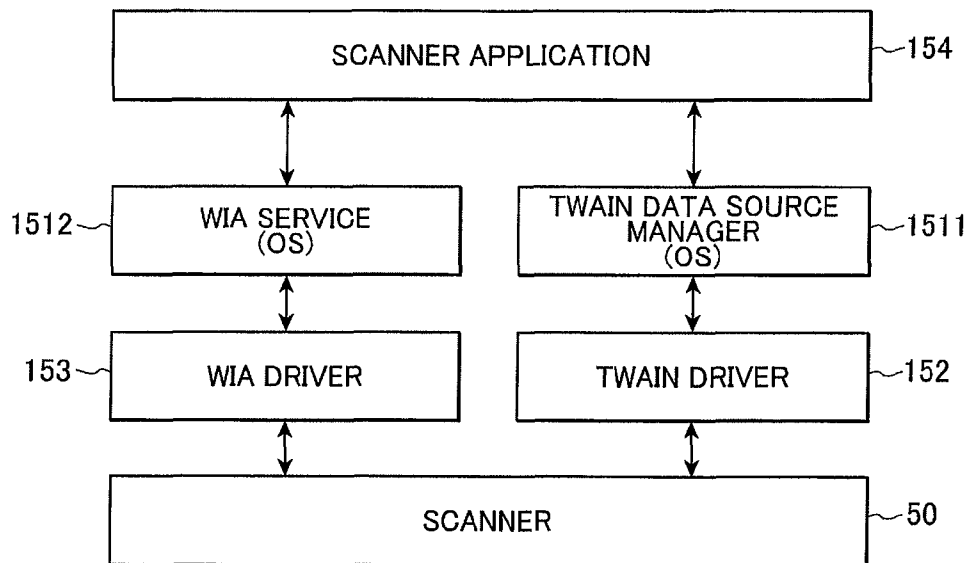 SCANNER APPLICATION
154
1512
WIA SERVICE
(OS)
TWAIN DATA SOURCE
MANAGER
(OS)
1511
153
WIA DRIVER
TWAIN DRIVER
152
SCANNER
50